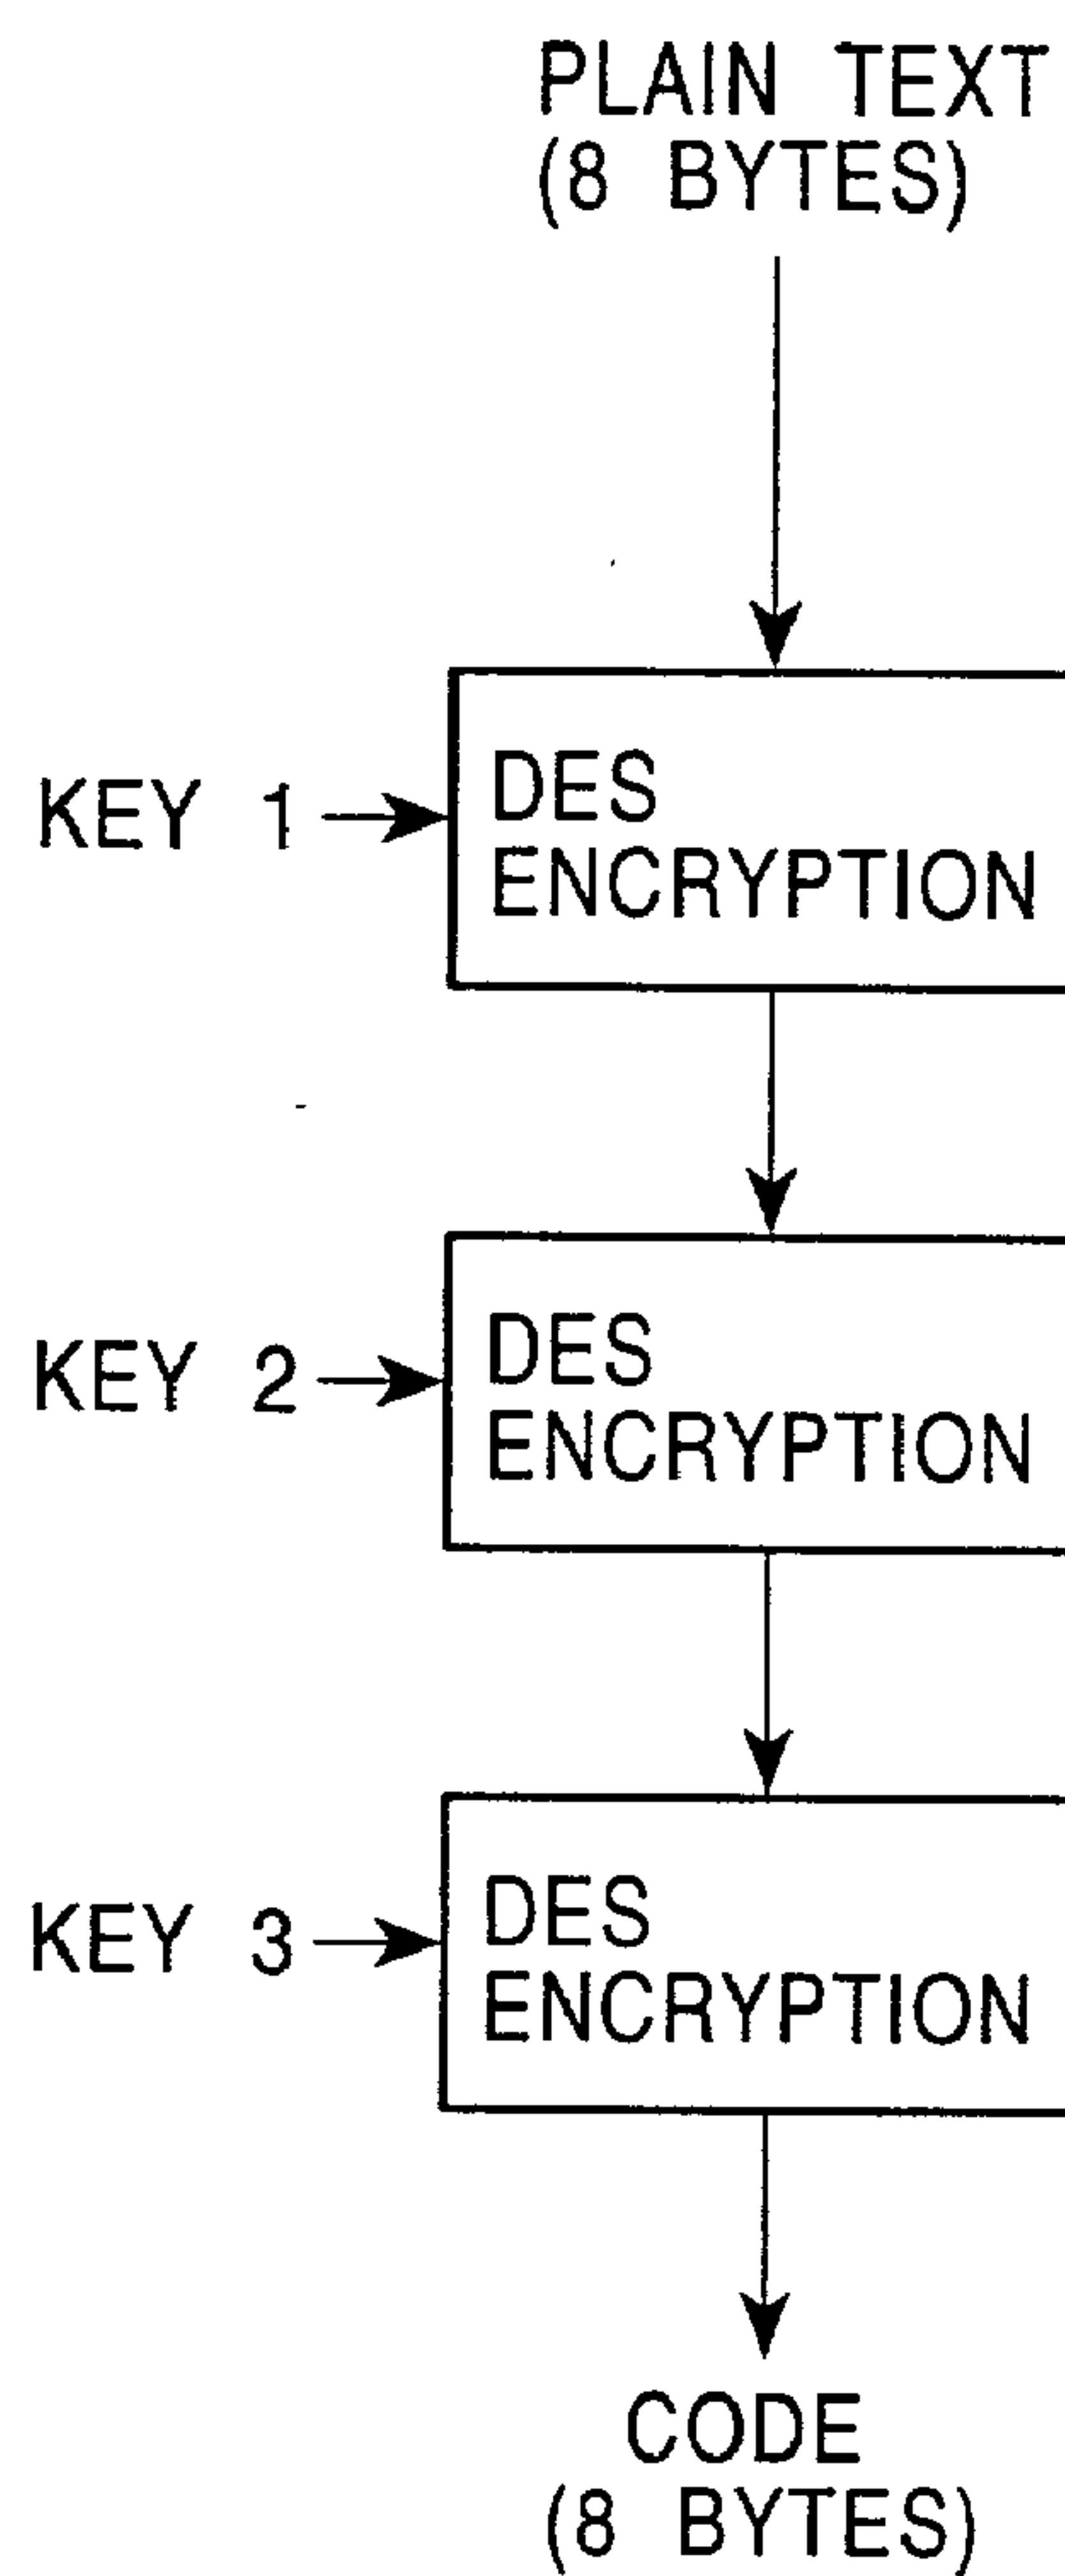 PLAIN TEXT
(8 BYTES)
KEY 1
DES
ENCRYPTION
KEY 2
DES
ENCRYPTION
KEY 3
DES
ENCRYPTION
CODE
(8 BYTES)